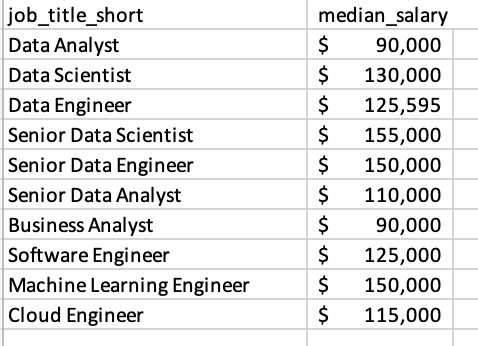 job_title_short median_salary
Data Analyst $ 90,000
Data Scientist $ 130,000
Data Engineer $ 125,595
Senior Data Scientist $ 155,000
Senior Data Engineer $ 150,000
Senior Data Analyst $ 110,000
Business Analyst $ 90,000
Software Engineer $ 125,000
Machine Learning Engineer $ 150,000
Cloud Engineer $ 115,000